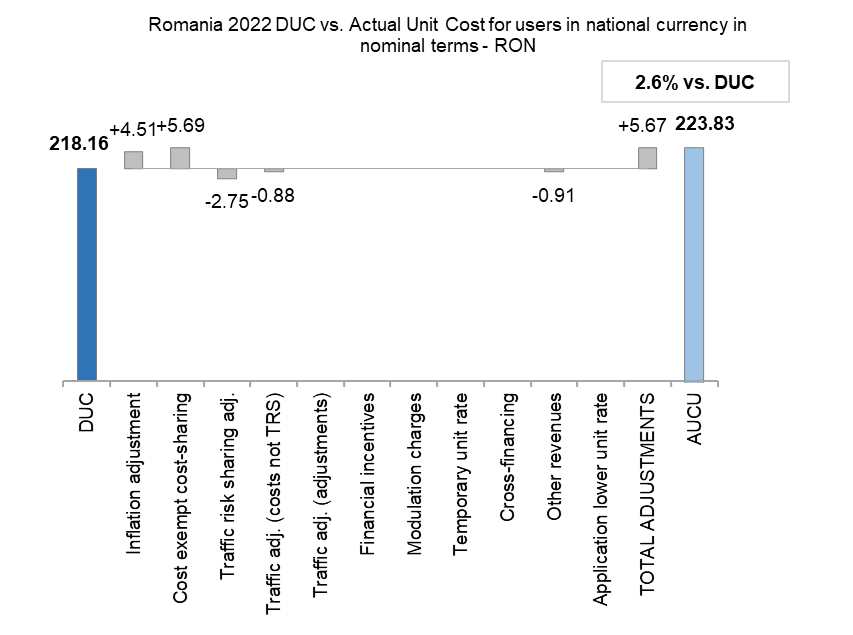 Romania 2022 DUC vs. Actual Unit Cost for users in national currency in
nominal terms - RON
2.6% vs. DUC
218.16
+4.51
+5.69
-2.75
-0.88
-0.91
+5.67
223.83
DUC
Inflation adjustment
Cost exempt cost-sharing
Traffic risk sharing adj.
Traffic adj. (costs not TRS)
Traffic adj. (adjustments)
Financial incentives
Modulation charges
Temporary unit rate
Cross-financing
Other revenues
Application lower unit rate
TOTAL ADJUSTMENTS
AUCU